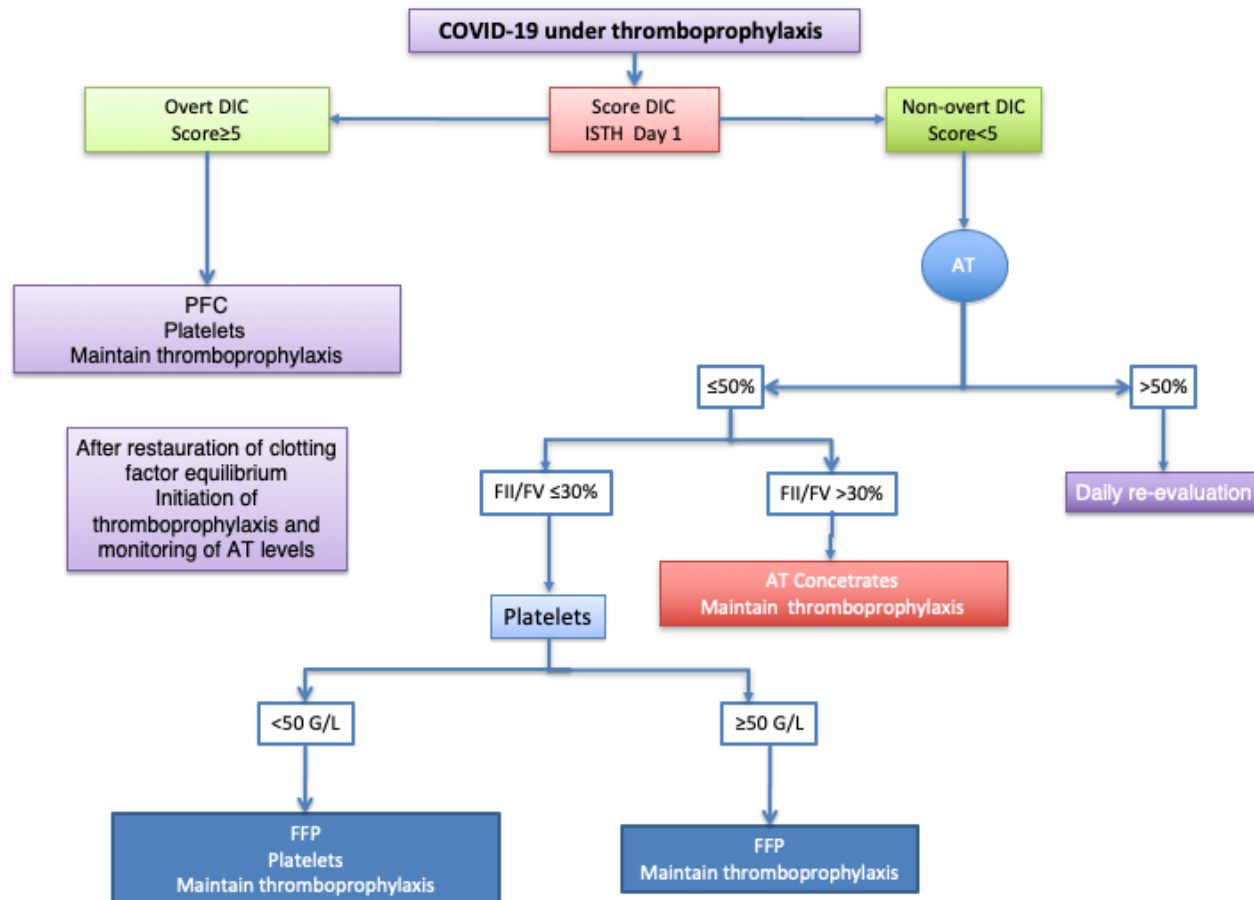 COVID-19 under thromboprophylaxis
Overt DIC
Score≥5
Score DIC
ISTH Day 1
Non-overt DIC
Score<5
AT
PFC
Platelets
Maintain thromboprophylaxis
≤50%
>50%
After restauration of clotting
factor equilibrium
Initiation of
thromboprophylaxis and
monitoring of AT levels
FII/FV ≤30%
FII/FV >30%
Daily re-evaluation
AT Concetrates
Maintain thromboprophylaxis
Platelets
<50 G/L
≥50 G/L
FFP
Platelets
Maintain thromboprophylaxis
FFP
Maintain thromboprophylaxis